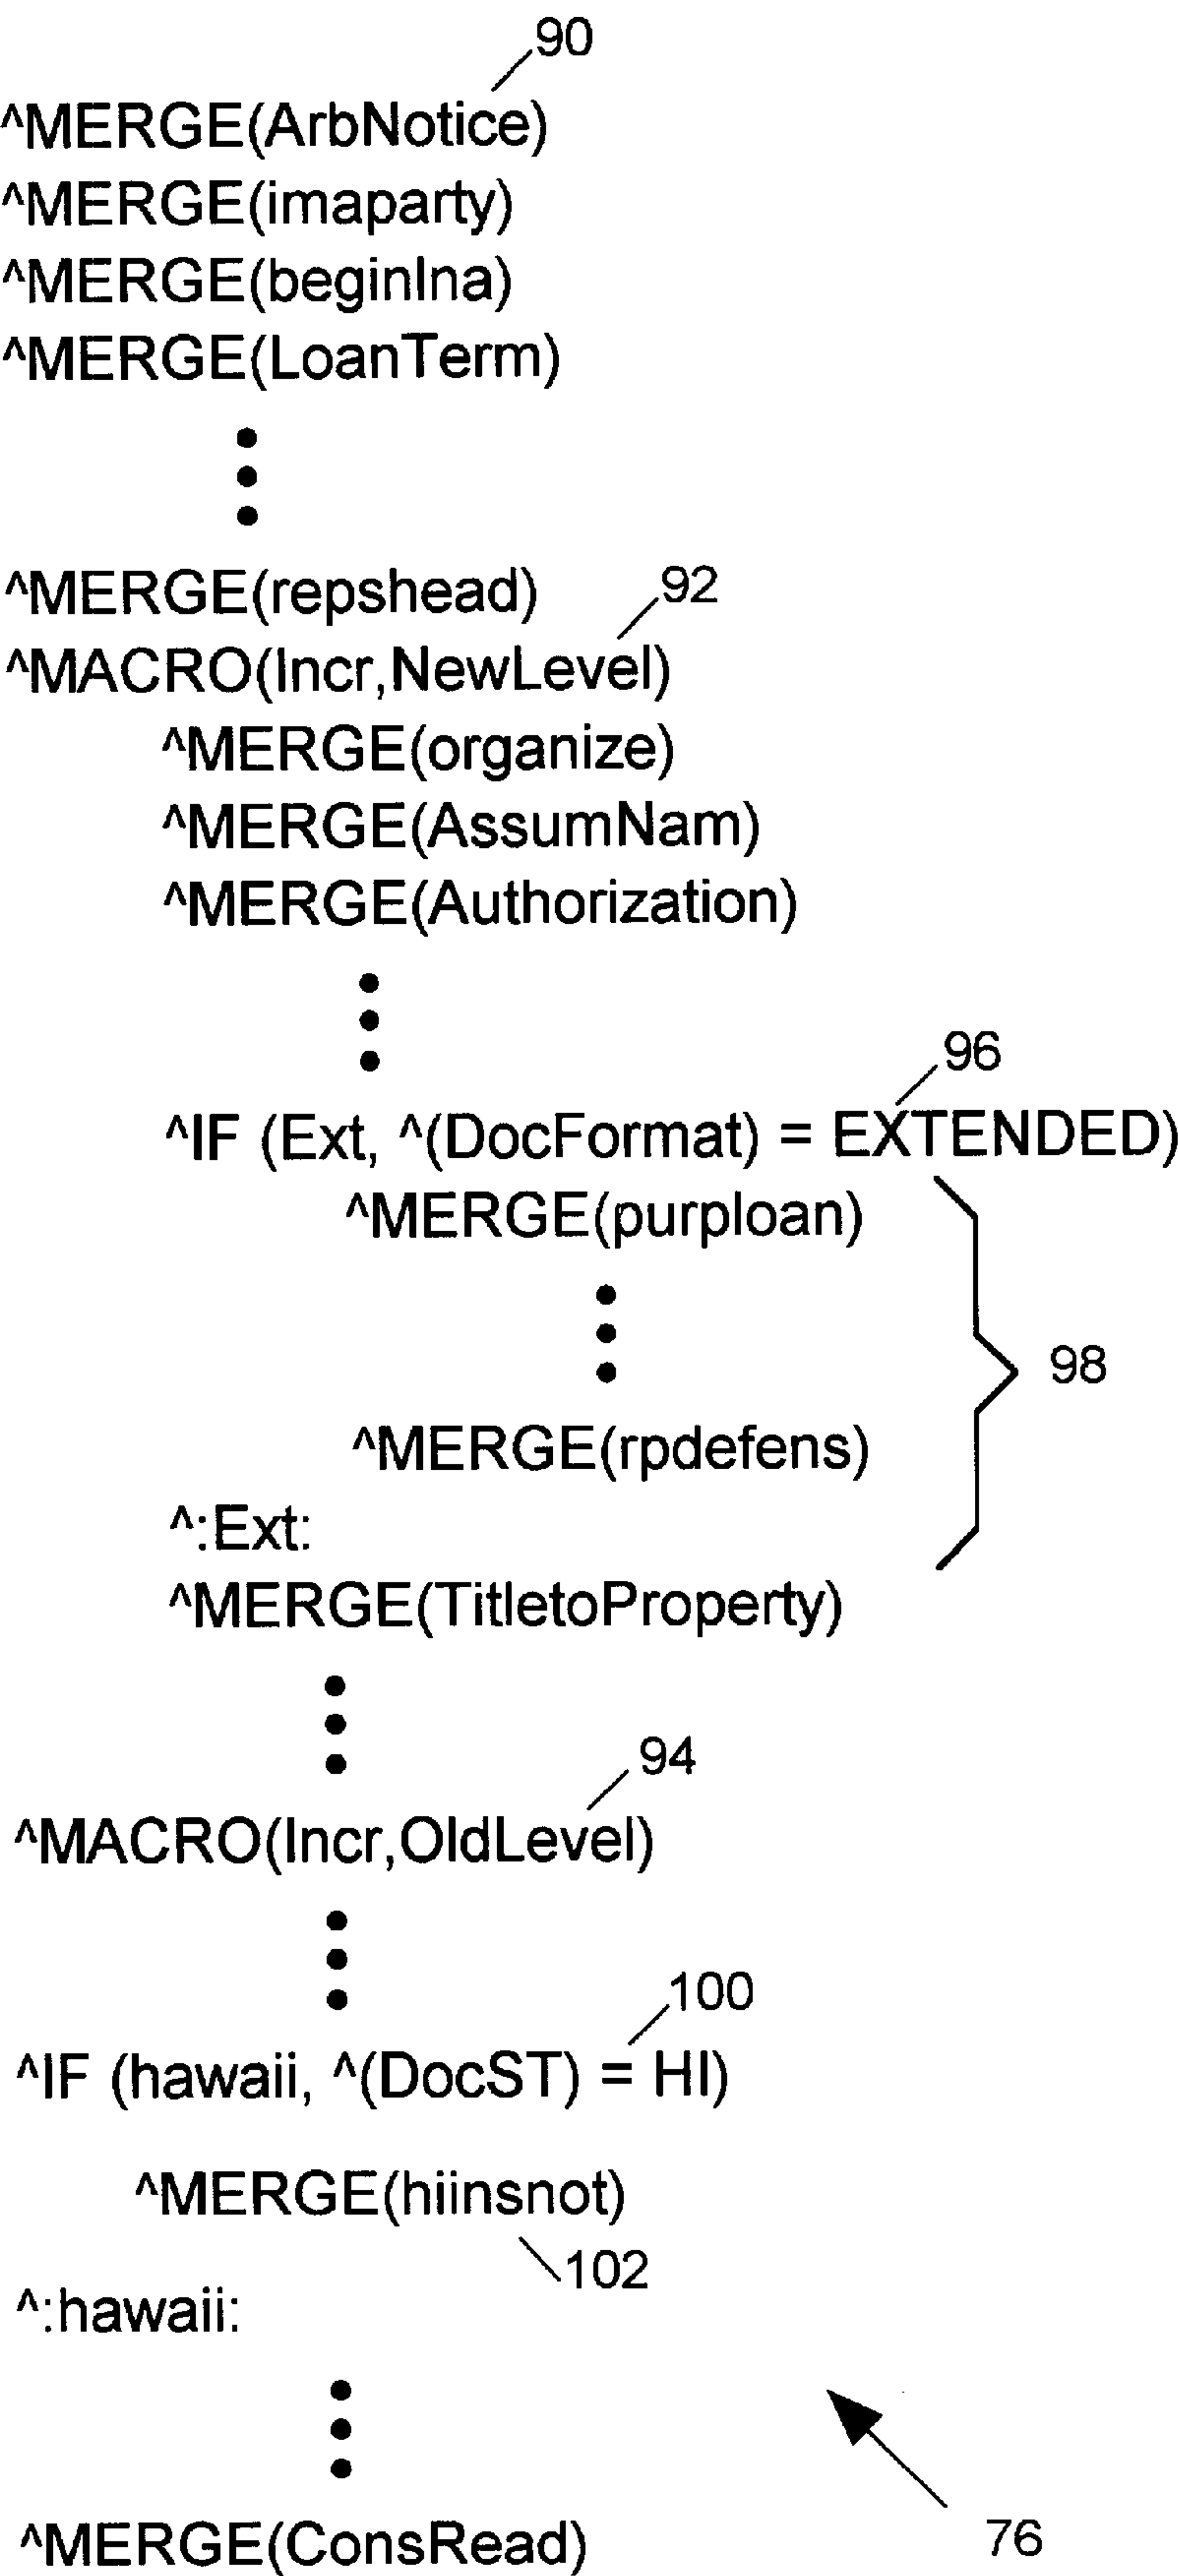 90
^MERGE(ArbNotice)
^MERGE(imaparty)
^MERGE(beginlna)
^MERGE(LoanTerm)
^MERGE(repshead)
92
^MACRO(Incr,NewLevel)
^MERGE(organize)
^MERGE(AssumNam)
^MERGE(Authorization)
96
^IF (Ext, ^(DocFormat) = EXTENDED)
^MERGE(purploan)
98
^MERGE(rpdefens)
^:Ext:
^MERGE(TitletoProperty)
94
^MACRO(Incr,OldLevel)
100
^IF (hawaii, ^(DocST) = HI)
^MERGE(hiinsnot)
102
^:hawaii:
76
^MERGE(ConsRead)